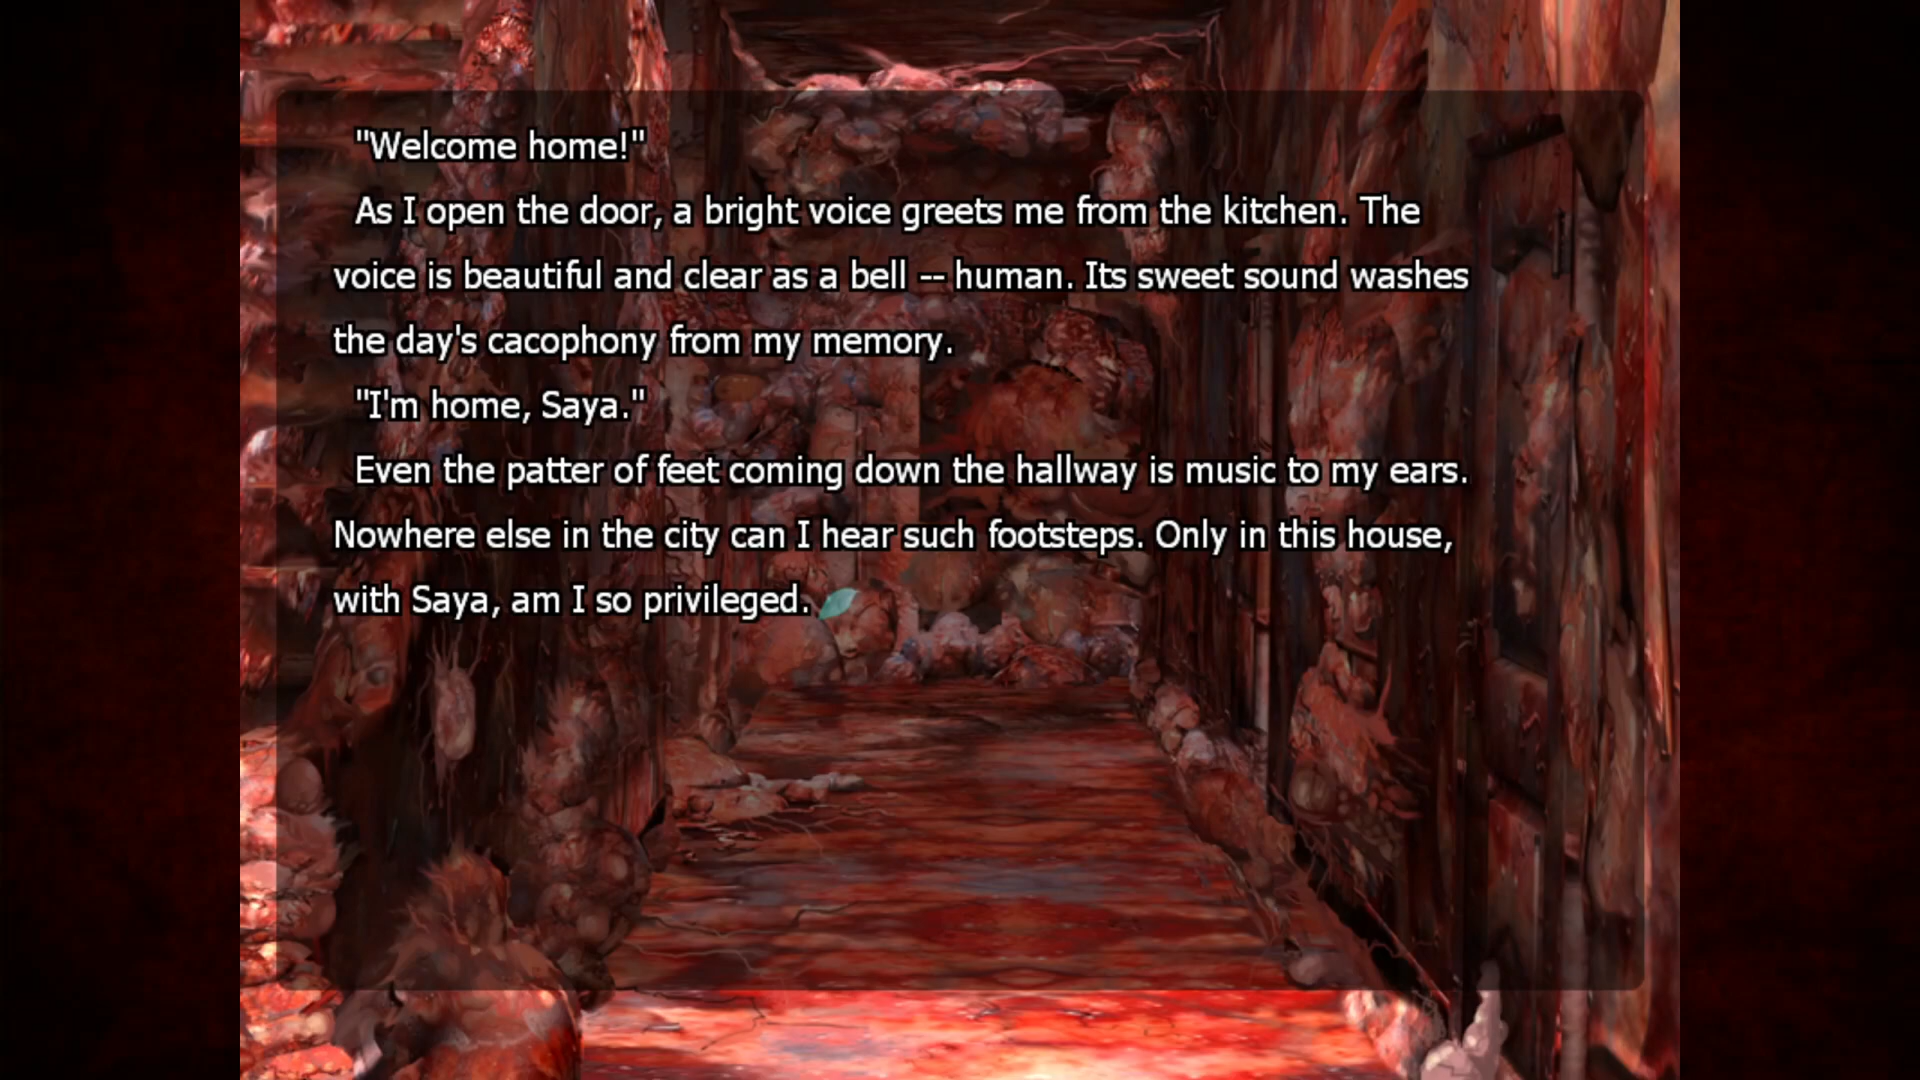 "Welcome home!"
As I open the door, a bright voice greets me from the kitchen. The
voice is beautiful and clear as a bell -- human. Its sweet sound washes
the day's cacophony from my memory.
"I'm home, Saya."
Even the patter of feet coming down the hallway is music to my ears.
Nowhere else in the city can I hear such footsteps. Only in this house,
with Saya, am I so privileged.